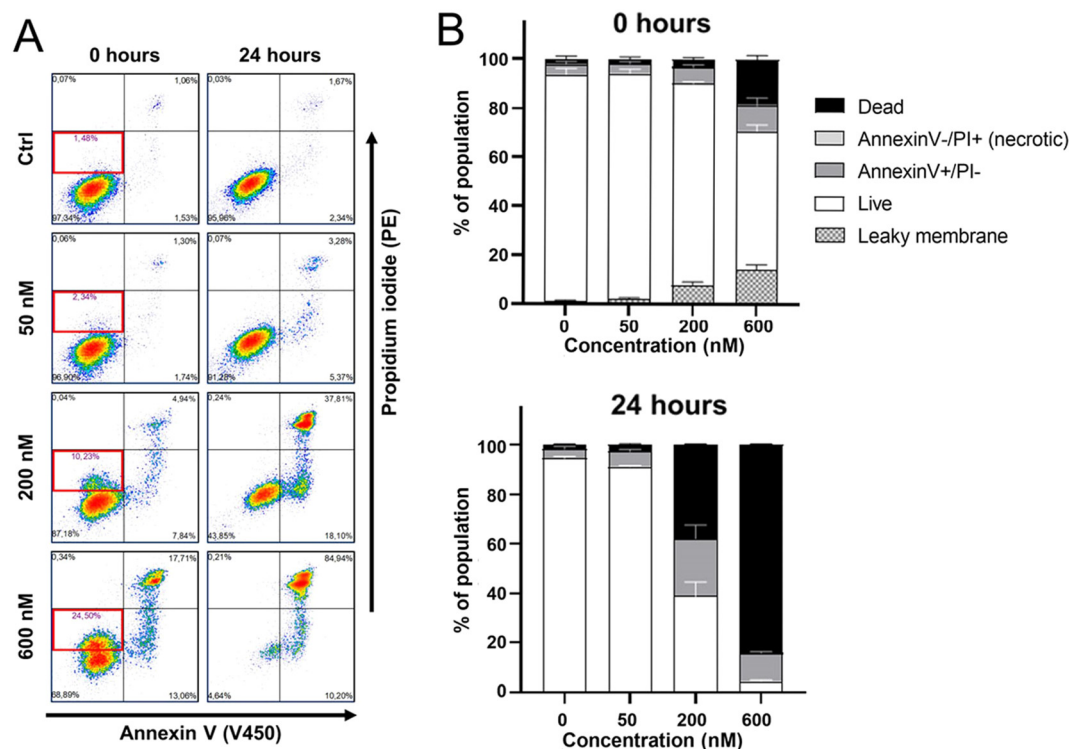 A
0 hours
24 hours
Ctrl
0,07%
1,06%
1,48%
97,34%
1,53%
0,03%
1,67%
95,96%
2,34%
50 nM
0,06%
1,30%
2,34%
96,90%
1,74%
0,07%
3,28%
91,28%
5,37%
200 nM
0,04%
4,94%
10,23%
87,18%
7,84%
0,24%
37,81%
43,85%
18,10%
600 nM
0,34%
17,71%
24,50%
68,89%
13,06%
0,21%
84,94%
4,64%
10,20%
Annexin V (V450)
Propidium iodide (PE)
B
0 hours
% of population
100
80
60
40
20
0
0
50
200
600
Concentration (nM)
Dead
AnnexinV-/PI+ (necrotic)
AnnexinV+/PI-
Live
Leaky membrane
24 hours
% of population
100
80
60
40
20
0
0
50
200
600
Concentration (nM)